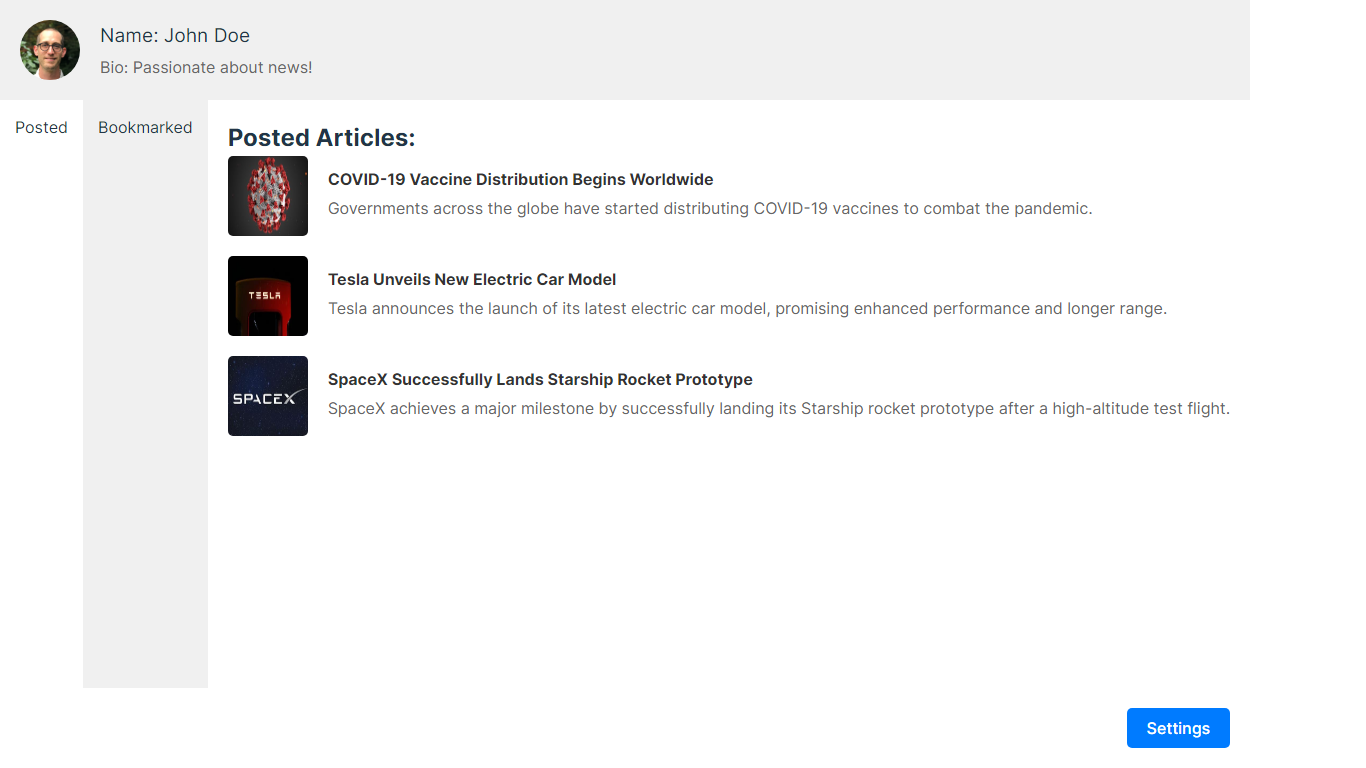 Name: John Doe
Bio: Passionate about news!
Posted
Bookmarked
Posted Articles:
COVID-19 Vaccine Distribution Begins Worldwide
Governments across the globe have started distributing COVID-19 vaccines to combat the pandemic.
TESLA
Tesla Unveils New Electric Car Model
Tesla announces the launch of its latest electric car model, promising enhanced performance and longer range.
SPACEX
SpaceX Successfully Lands Starship Rocket Prototype
SpaceX achieves a major milestone by successfully landing its Starship rocket prototype after a high-altitude test flight.
Settings